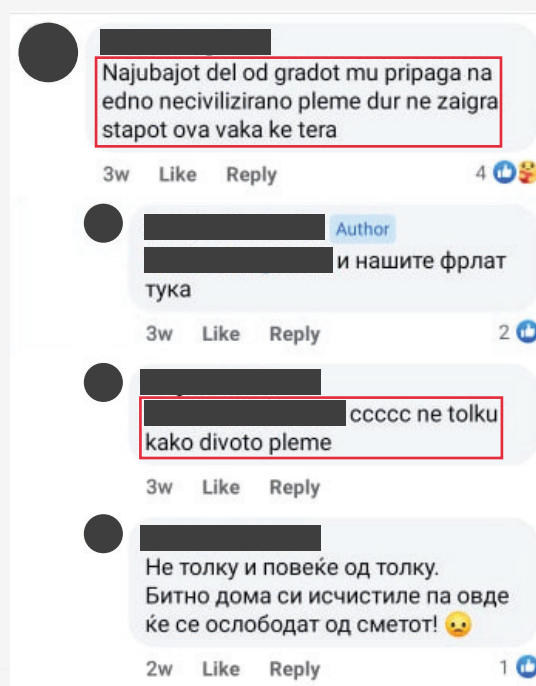 Najubajot del od gradot mu pripaga na
edno necivilizirano pleme dur ne zaigra
stapot ova vaka ke tera
3w Like Reply 4
Author
и нашите фрлат
тука
3w Like Reply 2
ccccc ne tolku
kako divoto pleme
3w Like Reply
Не толку и повеќе од толку.
Битно дома си исчистиле па овде
ќе се ослободат од сметот! 😞
2w Like Reply 1